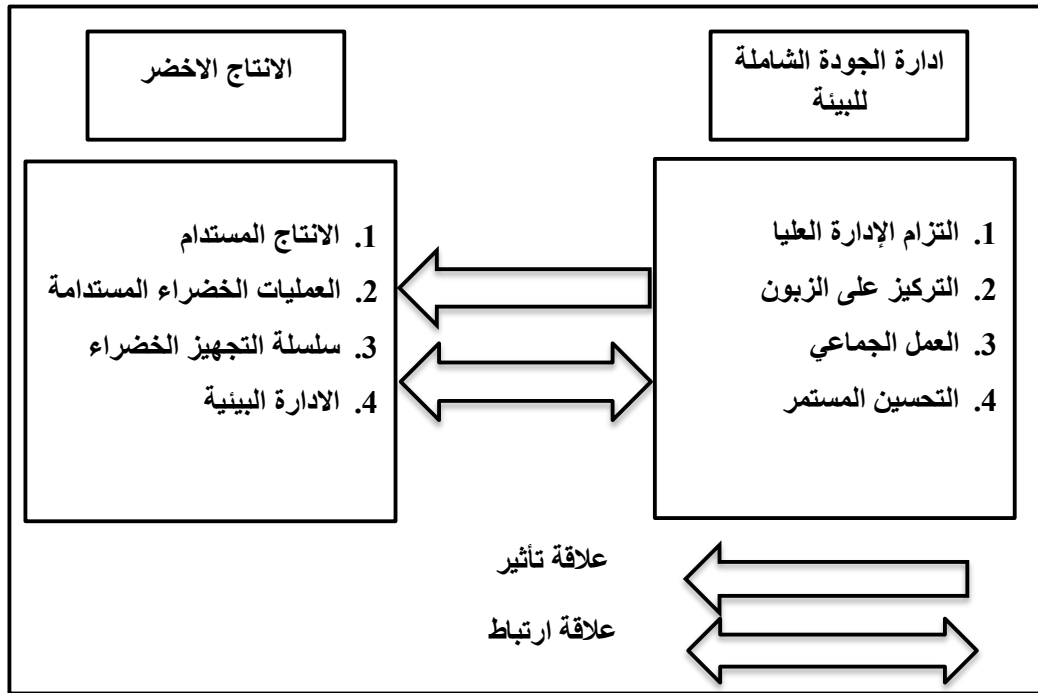 ادارة الجودة الشاملة
للبيئة
الانتاج الاخضر
1. التزام الإدارة العليا
2. التركيز على الزبون
3. العمل الجماعي
4. التحسين المستمر
1. الانتاج المستدام
2. العمليات الخضراء المستدامة
3. سلسلة التجهيز الخضراء
4. الادارة البيئية
علاقة تأثير
علاقة ارتباط